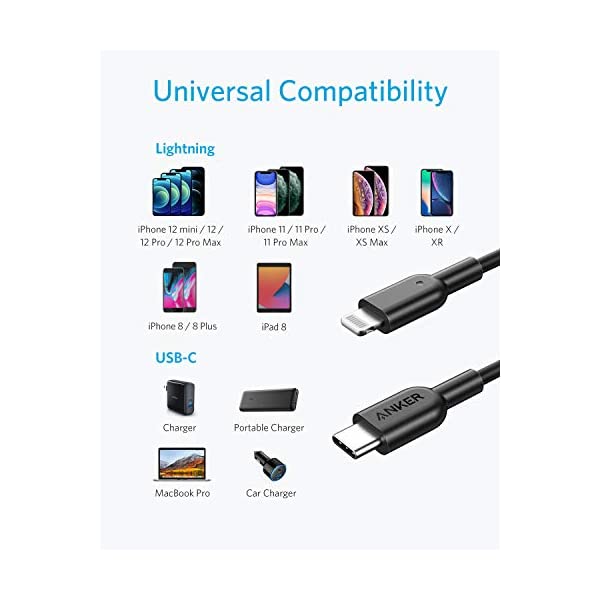 Universal Compatibility
Lightning
iPhone 12 mini / 12 /
12 Pro / 12 Pro Max
iPhone 11 / 11 Pro /
11 Pro Max
iPhone XS /
XS Max
iPhone X /
XR
iPhone 8 / 8 Plus
iPad 8
USB-C
ANKER
Charger
Portable Charger
MacBook Pro
Car Charger